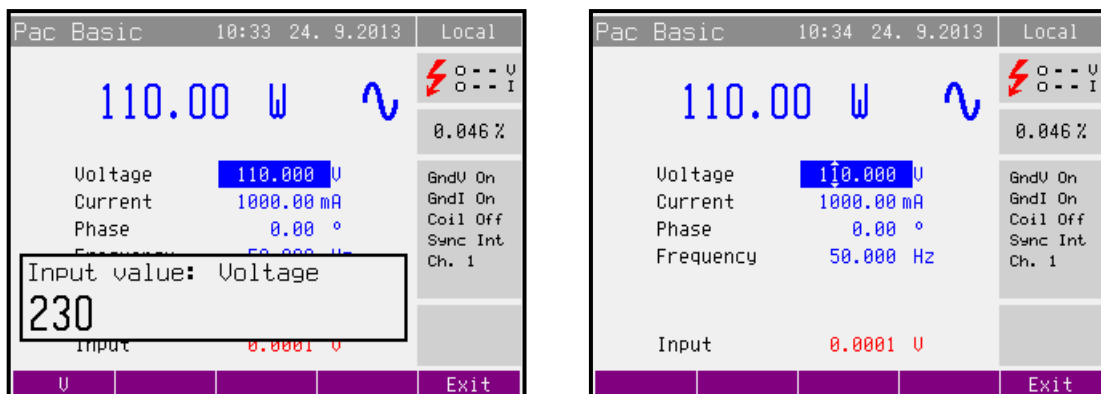 Pac Basic 10:33 24. 9.2013 Local
110.00 W
0 - - V
0 - - I
0.046 %
Voltage 110.000 V
Current 1000.00 mA
Phase 0.00 °
Input value: Voltage
230
Input 0.0001 V
GndV On
GndI On
Coil Off
Sync Int
Ch. 1
V Exit
Pac Basic 10:34 24. 9.2013 Local
110.00 W
0 - - V
0 - - I
0.046 %
Voltage 110.000 V
Current 1000.00 mA
Phase 0.00 °
Frequency 50.000 Hz
Input 0.0001 V
GndV On
GndI On
Coil Off
Sync Int
Ch. 1
Exit